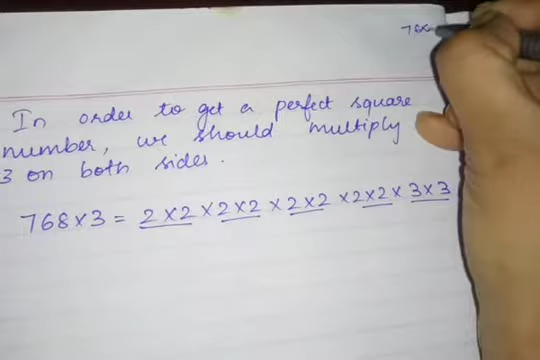 768
In order to get a perfect square
number, we should multiply
3 on both sides.
768 × 3 = 2 × 2 × 2 × 2 × 2 × 2 × 2 × 2 × 3 × 3